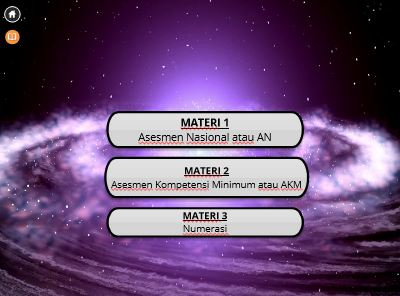 MATERI 1
Asesmen Nasional atau AN
MATERI 2
Asesmen Kompetensi Minimum atau AKM
MATERI 3
Numerasi